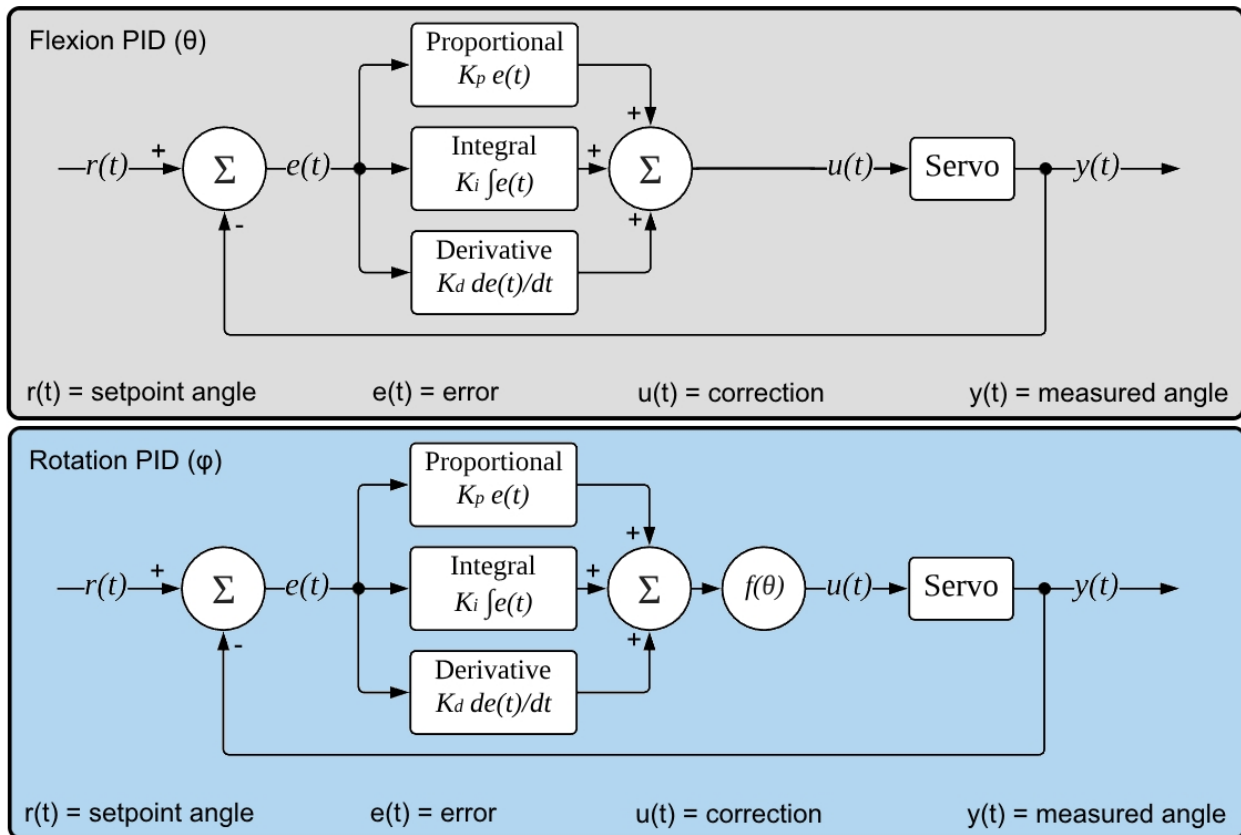 Flexion PID (θ)
Proportional
Kp e(t)
+
r(t)
+
Σ
e(t)
Integral
Ki ∫e(t)
+
Σ
u(t)
Servo
y(t)
-
+
Derivative
Kd de(t)/dt
r(t) = setpoint angle
e(t) = error
u(t) = correction
y(t) = measured angle
Rotation PID (φ)
Proportional
Kp e(t)
+
r(t)
+
Σ
e(t)
Integral
Ki ∫e(t)
+
Σ
f(θ)
u(t)
Servo
y(t)
-
+
Derivative
Kd de(t)/dt
r(t) = setpoint angle
e(t) = error
u(t) = correction
y(t) = measured angle